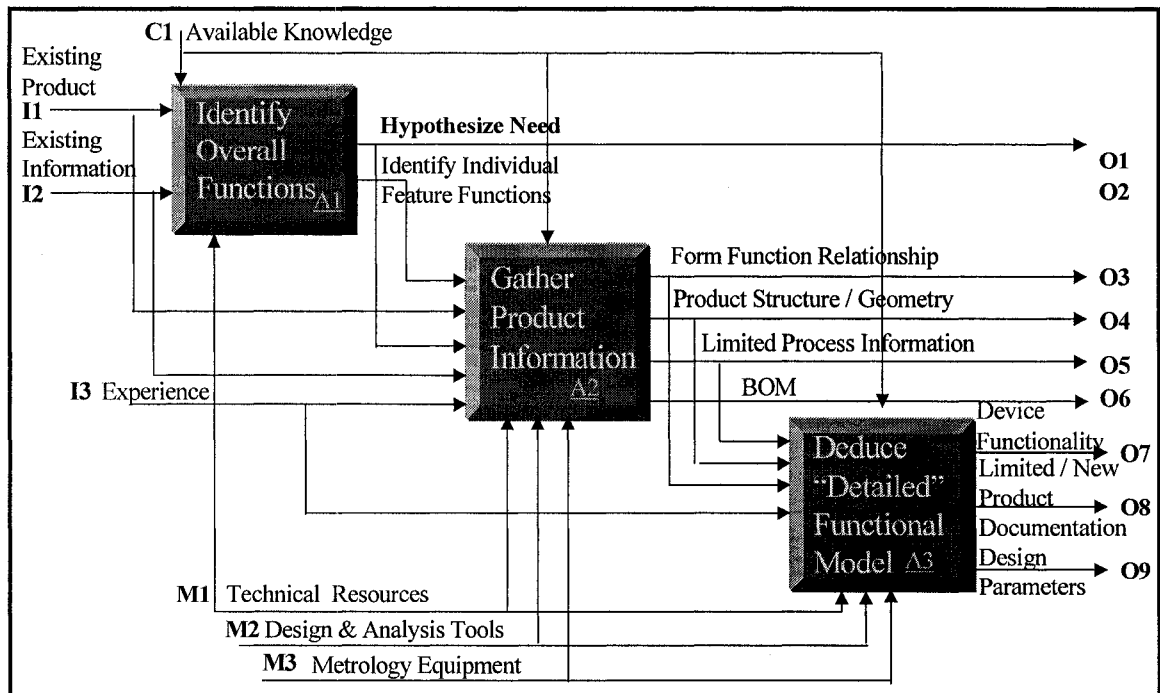 C1 Available Knowledge
Existing
Product
I1
Existing
Information
I2
Identify
Overall
Functions A1
Hypothesize Need
Identify Individual
Feature Functions
O1
O2
Gather
Product
Information
A2
Form Function Relationship
O3
Product Structure / Geometry
O4
Limited Process Information
O5
BOM
O6
I3 Experience
Deduce
“Detailed”
Functional
Model A3
Device
Functionality
O7
Limited / New
Product
O8
Documentation
Design
O9
Parameters
M1 Technical Resources
M2 Design & Analysis Tools
M3 Metrology Equipment